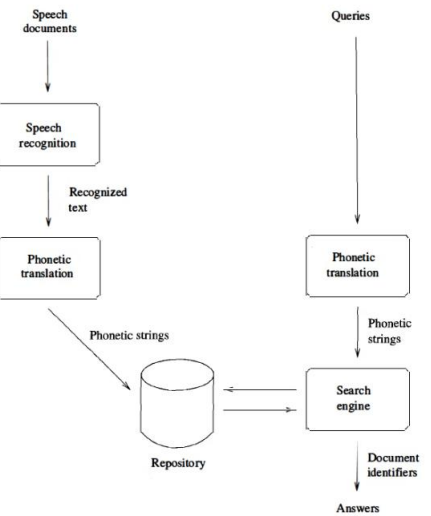 Speech
documents
Queries
Speech
recognition
Recognized
text
Phonetic
translation
Phonetic
translation
Phonetic strings
Phonetic
strings
Search
engine
Repository
Document
identifiers
Answers